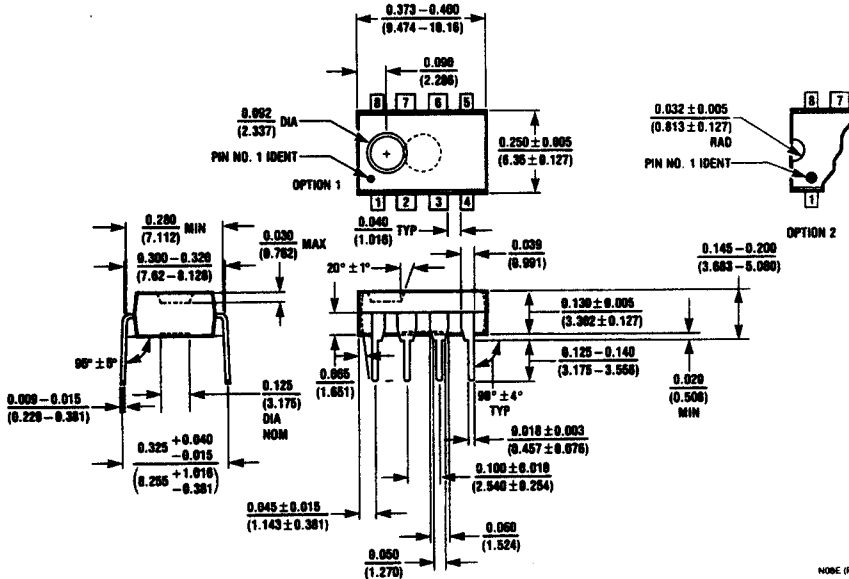 0.373 – 0.400
(9.474 – 10.16)
0.090
(2.286)
8 7 6 5
0.092
(2.337) DIA
PIN NO. 1 IDENT
OPTION 1
0.250 ± 0.005
(6.35 ± 0.127)
1 2 3 4
0.032 ± 0.005
(0.813 ± 0.127)
RAD
PIN NO. 1 IDENT
8 7
1
OPTION 2
0.280 MIN
(7.112)
0.300 – 0.320
(7.62 – 8.128)
0.030 MAX
(0.762)
0.040 TYP
(1.016)
0.039
(0.991)
20° ± 1°
0.145 – 0.200
(3.683 – 5.080)
0.130 ± 0.005
(3.302 ± 0.127)
0.125 – 0.140
(3.175 – 3.556)
0.020
(0.508)
MIN
95° ± 5°
0.009 – 0.015
(0.229 – 0.381)
0.125
(3.175)
DIA
NOM
0.065
(1.651)
90° ± 4°
TYP
0.018 ± 0.003
(0.457 ± 0.076)
0.325 +0.040
−0.015
(8.255 +1.016
−0.381)
0.100 ± 0.010
(2.540 ± 0.254)
0.045 ± 0.015
(1.143 ± 0.381)
0.060
(1.524)
0.050
(1.270)